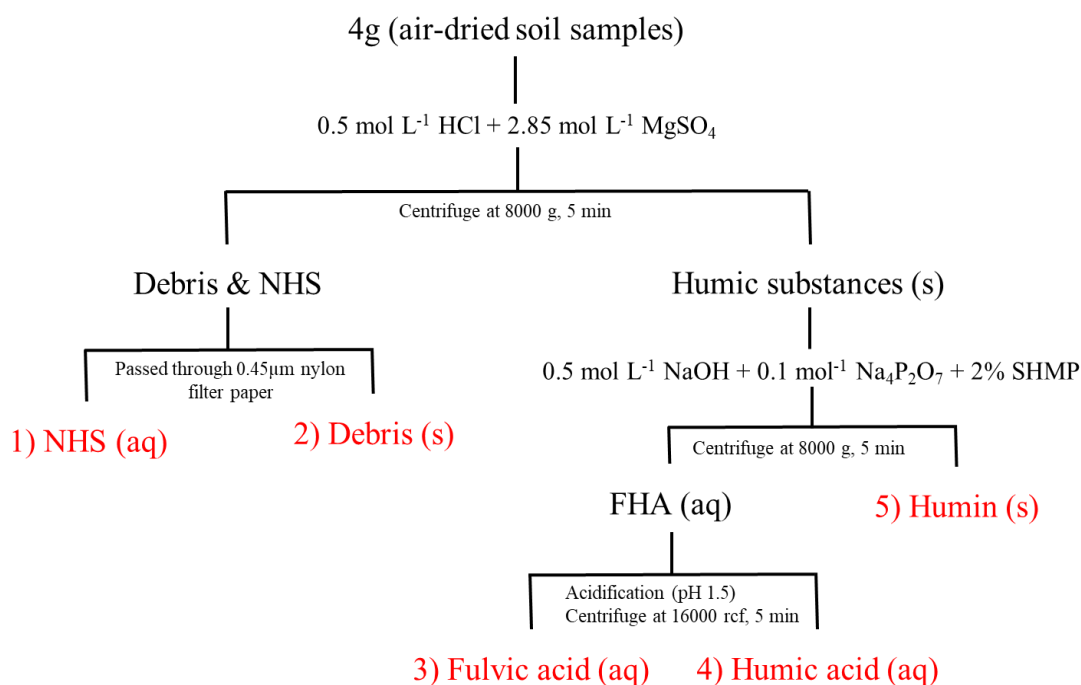 4g (air-dried soil samples)
0.5 mol L⁻¹ HCl + 2.85 mol L⁻¹ MgSO₄
Centrifuge at 8000 g, 5 min
Debris & NHS
Humic substances (s)
Passed through 0.45μm nylon
filter paper
0.5 mol L⁻¹ NaOH + 0.1 mol⁻¹ Na₄P₂O₇ + 2% SHMP
1) NHS (aq)
2) Debris (s)
Centrifuge at 8000 g, 5 min
FHA (aq)
5) Humin (s)
Acidification (pH 1.5)
Centrifuge at 16000 rcf, 5 min
3) Fulvic acid (aq)
4) Humic acid (aq)